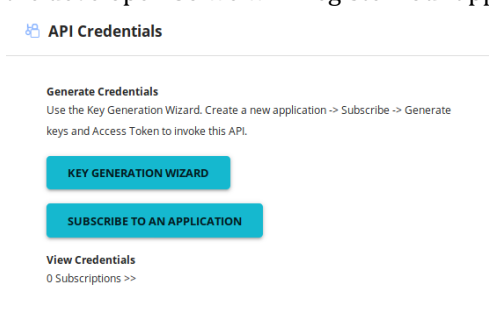 API Credentials
Generate Credentials
Use the Key Generation Wizard. Create a new application -> Subscribe -> Generate
keys and Access Token to invoke this API.
KEY GENERATION WIZARD
SUBSCRIBE TO AN APPLICATION
View Credentials
0 Subscriptions >>